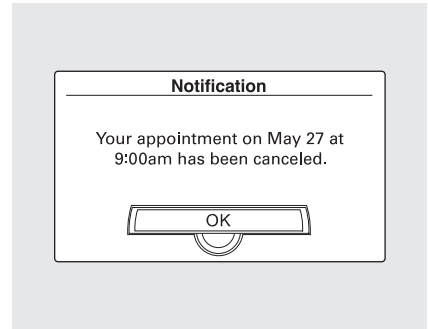 Notification
Your appointment on May 27 at
9:00am has been canceled.
OK